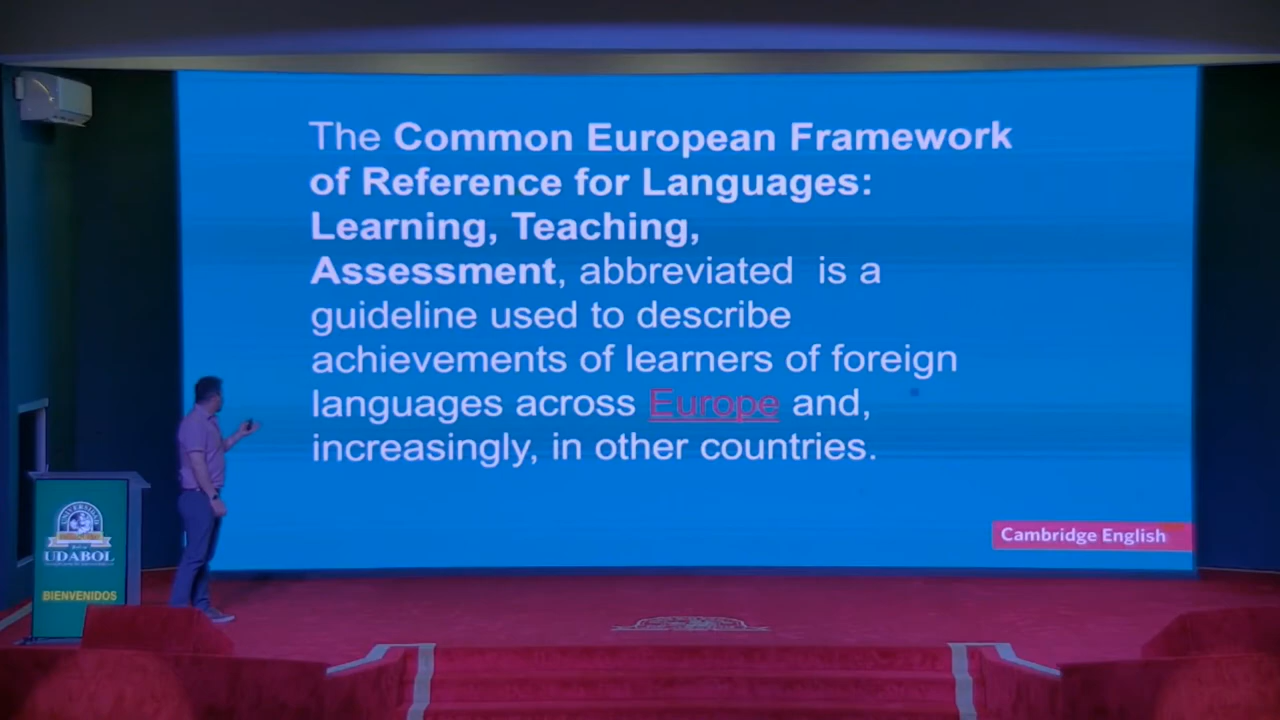 The Common European Framework
of Reference for Languages:
Learning, Teaching,
Assessment, abbreviated is a
guideline used to describe
achievements of learners of foreign
languages across Europe and,
increasingly, in other countries.
Cambridge English
UNIVERSIDAD
UDABOL
BIENVENIDOS